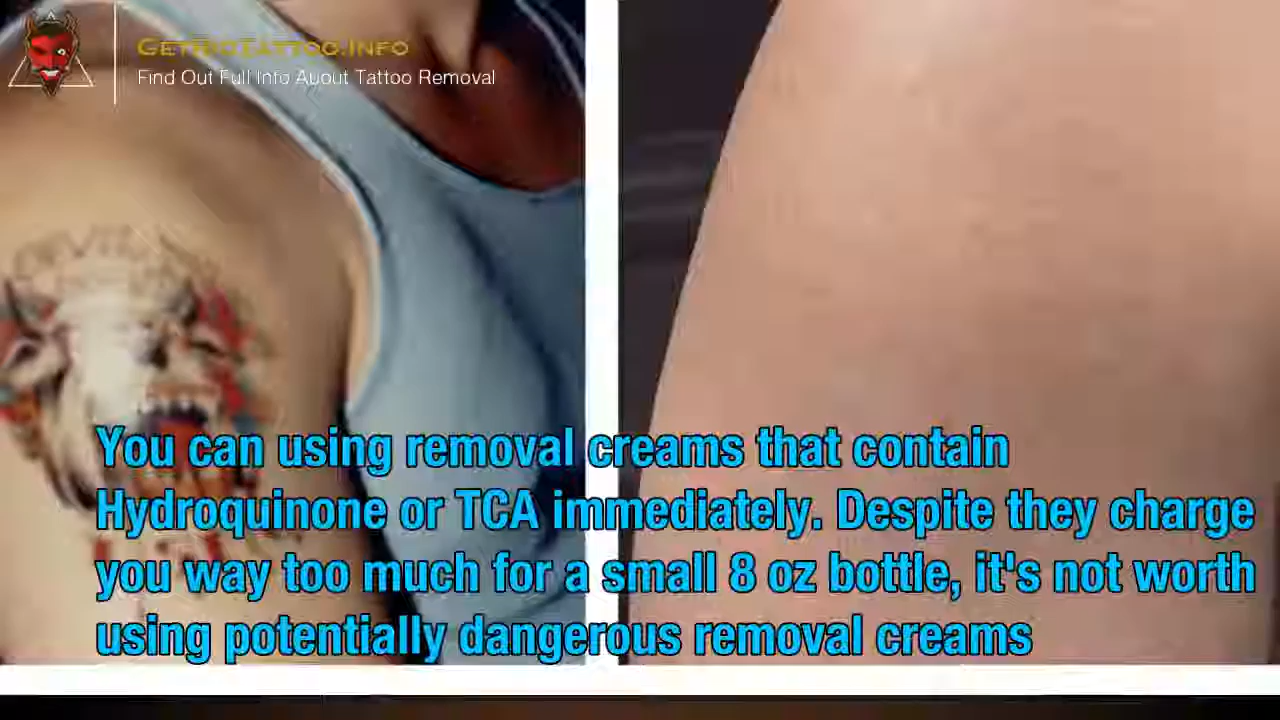 Find Out Full Info Auout Tattoo Removal
You can using removal creams that contain
Hydroquinone or TCA immediately. Despite they charge
you way too much for a small 8 oz bottle, it's not worth
using potentially dangerous removal creams